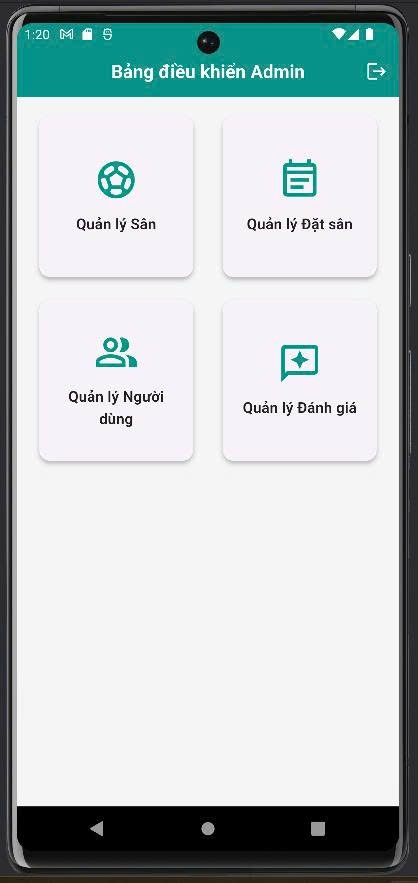 1:20
Bảng điều khiển Admin
Quản lý Sân
Quản lý Đặt sân
Quản lý Người
dùng
Quản lý Đánh giá